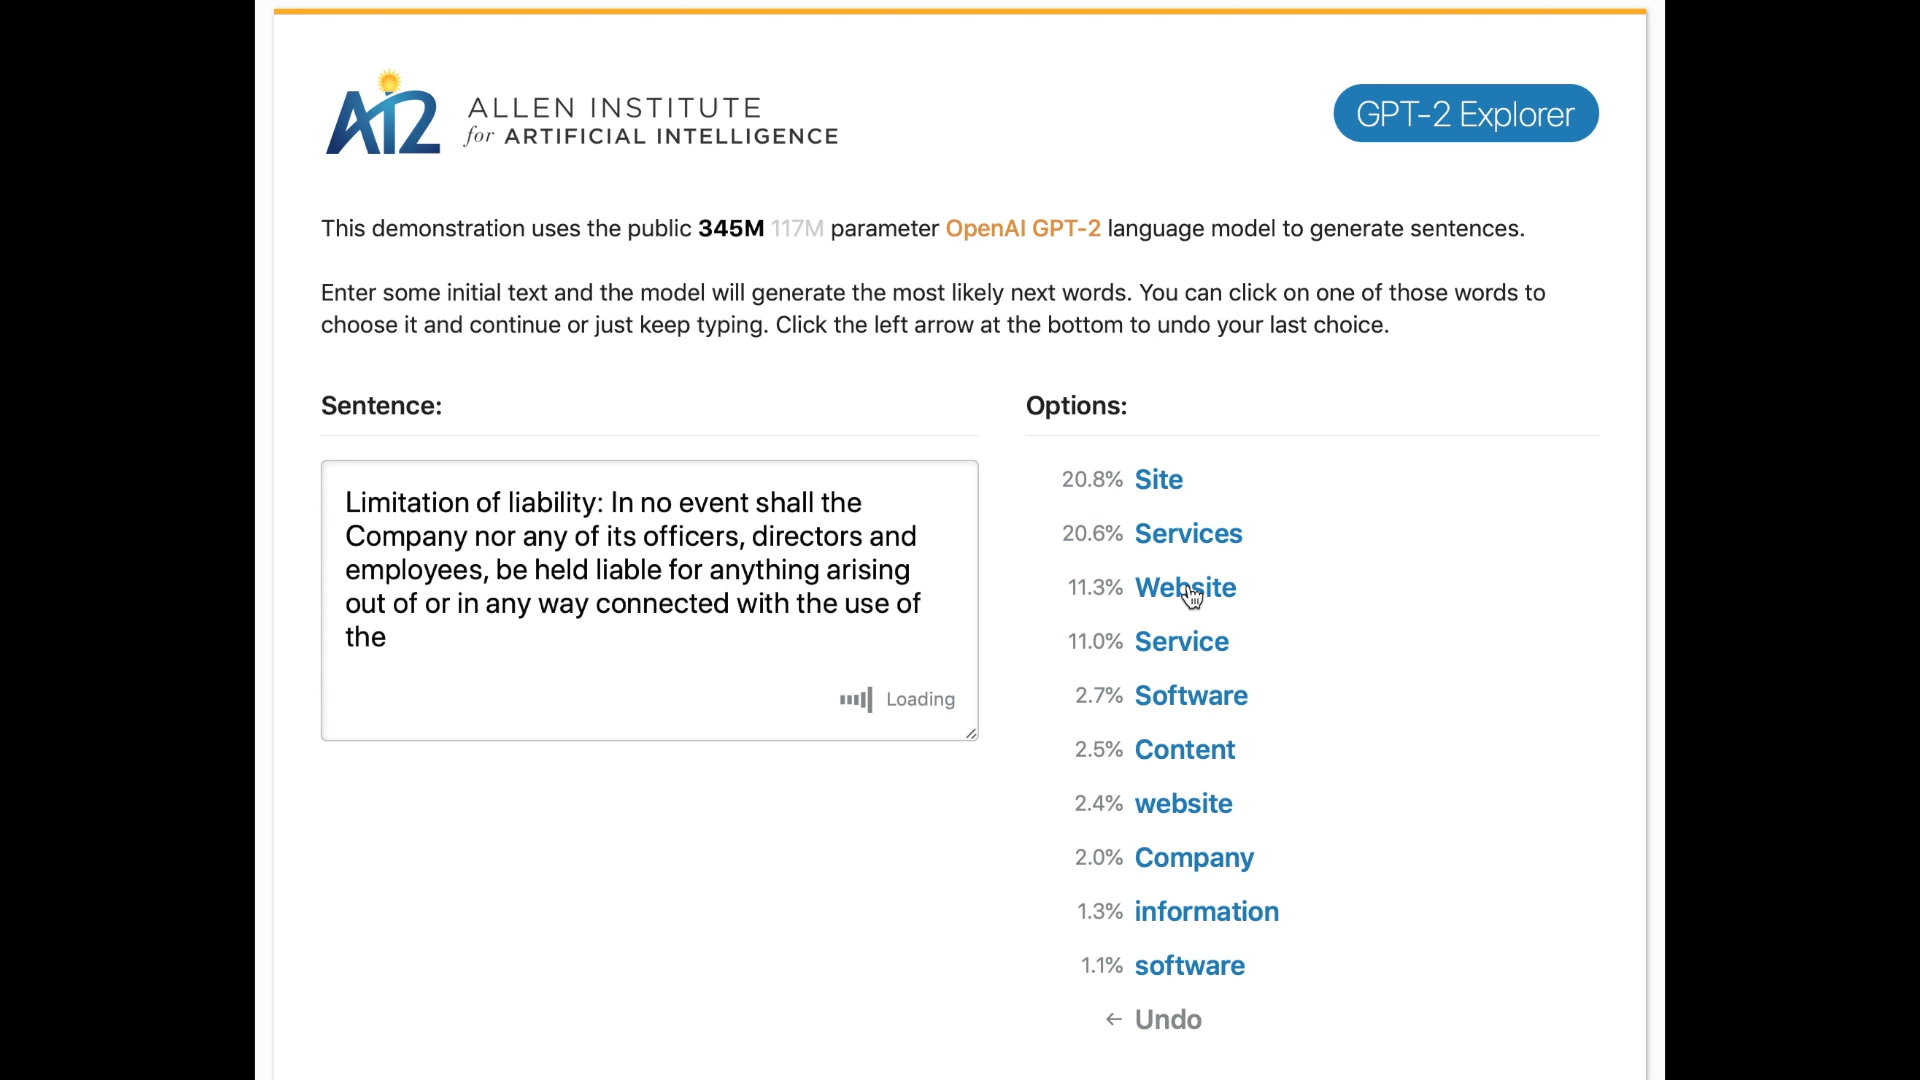 AI2
ALLEN INSTITUTE
for ARTIFICIAL INTELLIGENCE
GPT-2 Explorer
This demonstration uses the public 345M 117M parameter OpenAI GPT-2 language model to generate sentences.
Enter some initial text and the model will generate the most likely next words. You can click on one of those words to
choose it and continue or just keep typing. Click the left arrow at the bottom to undo your last choice.
Sentence:
Limitation of liability: In no event shall the
Company nor any of its officers, directors and
employees, be held liable for anything arising
out of or in any way connected with the use of
the
Loading
Options:
20.8% Site
20.6% Services
11.3% Website
11.0% Service
2.7% Software
2.5% Content
2.4% website
2.0% Company
1.3% information
1.1% software
← Undo